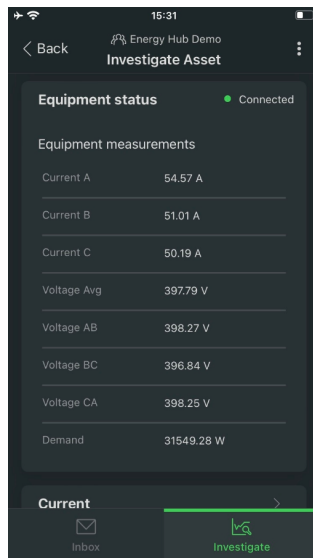 15:31
Back
Energy Hub Demo
Investigate Asset
Equipment status
Connected
Equipment measurements
Current A 54.57 A
Current B 51.01 A
Current C 50.19 A
Voltage Avg 397.79 V
Voltage AB 398.27 V
Voltage BC 396.84 V
Voltage CA 398.25 V
Demand 31549.28 W
Current
Inbox
Investigate